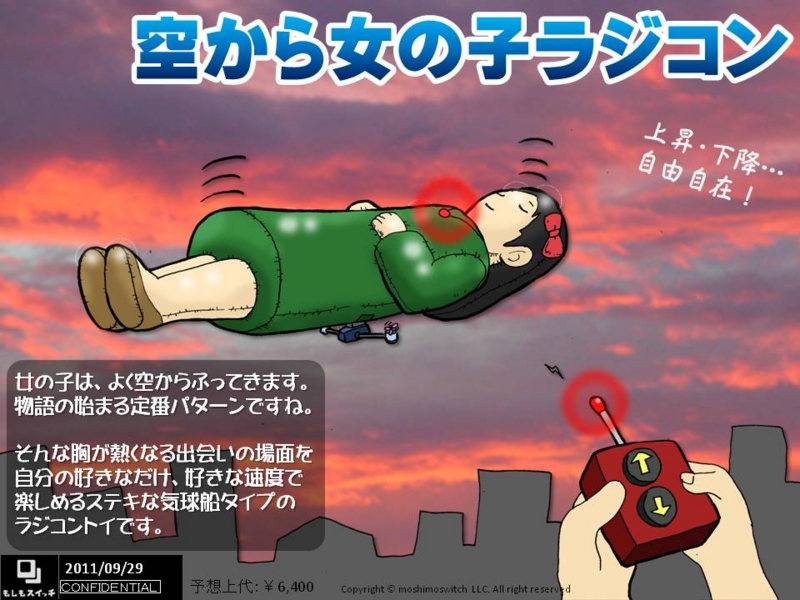 空から女の子ラジコン
上昇・下降…
自由自在！
女の子は、よく空からふってきます。
物語の始まる定番パターンですね。
そんな胸が熱くなる出会いの場面を
自分の好きなだけ、好きな速度で
楽しめるステキな気球船タイプの
ラジコントイです。
もしもスイッチ
2011/09/29
CONFIDENTIAL
予想上代:￥6,400
Copyright © moshimoswitch LLC. All right reserved